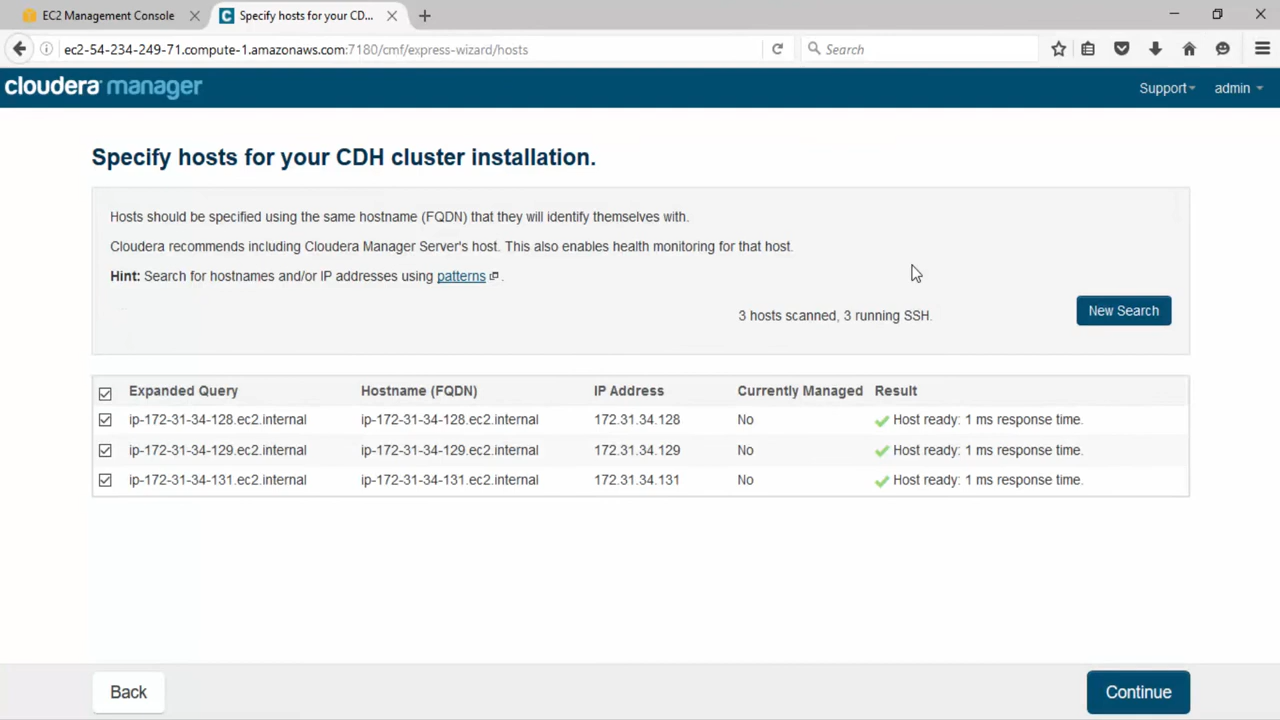 EC2 Management Console
Specify hosts for your CD...
ec2-54-234-249-71.compute-1.amazonaws.com:7180/cmf/express-wizard/hosts
Search
cloudera manager
Support
admin
Specify hosts for your CDH cluster installation.
Hosts should be specified using the same hostname (FQDN) that they will identify themselves with.
Cloudera recommends including Cloudera Manager Server's host. This also enables health monitoring for that host.
Hint: Search for hostnames and/or IP addresses using patterns .
3 hosts scanned, 3 running SSH.
New Search
Expanded Query Hostname (FQDN) IP Address Currently Managed Result
ip-172-31-34-128.ec2.internal ip-172-31-34-128.ec2.internal 172.31.34.128 No Host ready: 1 ms response time.
ip-172-31-34-129.ec2.internal ip-172-31-34-129.ec2.internal 172.31.34.129 No Host ready: 1 ms response time.
ip-172-31-34-131.ec2.internal ip-172-31-34-131.ec2.internal 172.31.34.131 No Host ready: 1 ms response time.
Back
Continue